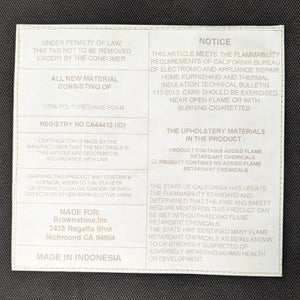 UNDER PENALTY OF LAW
THIS TAG NOT TO BE REMOVED
EXCEPT BY THE CONSUMER
ALL NEW MATERIAL
CONSISTING OF
100% POLYURETHANE FOAM
REGISTRY NO.CA44412 (ID)
CERTIFICATION IS MADE BY THE
MANUFACTURER THAT THE MATERIALS IN
THIS ARTICLE ARE DESCRIBED IN
ACCORDANCE WITH LAW
WARNING: THIS PRODUCT MAY CONTAIN
CHEMICAL KNOWN TO THE STATE OF
CALIFORNIA TO CAUSE CANCER, OR BIRTH
DEFECTS OR OTHER REPRODUCTIVE HARM
MADE FOR:
Brownstone.Inc
3435 Regatta Blvd
Richmond CA 94804
MADE IN INDONESIA
NOTICE
THIS ARTICLE MEETS THE FLAMMABILITY
REQUIREMENTS OF CALIFORNIA BUREAU
OF ELECTRONIC AND APPLIANCE REPAIR,
HOME FURNISHING AND THERMAL
INSULATION TECHNICAL BULLETIN
117-2013. CARE SHOULD BE EXERCISED
NEAR OPEN FLAME OR WITH
BURNING CIGARETTES.
THE UPHOLSTERY MATERIALS
IN THE PRODUCT:
CONTAINS ADDED FLAME
RETARDANT CHEMICALS
PRODUCT CONTAINS NO ADDED FLAME
RETARDANT CHEMICALS
THE STATE OF CALIFORNIA HAS UPDATE
THE FLAMMABILITY STANDARD AND
DETERMINED THAT THE FIRE AND SAFETY
REQUIREMENTS FOR THIS PRODUCT CAN
BE MET WITHOUT ADDING FLAME
RETARDANT CHEMICALS.
THE STATE HAS IDENTIFIED MANY FLAME
RETARDANT CHEMICALS AS BEING KNOWN
TO OR STRONGLY SUSPECTED OF
ADVERSELY IMPACTING HUMAN HEALTH
OR DEVELOPMENT